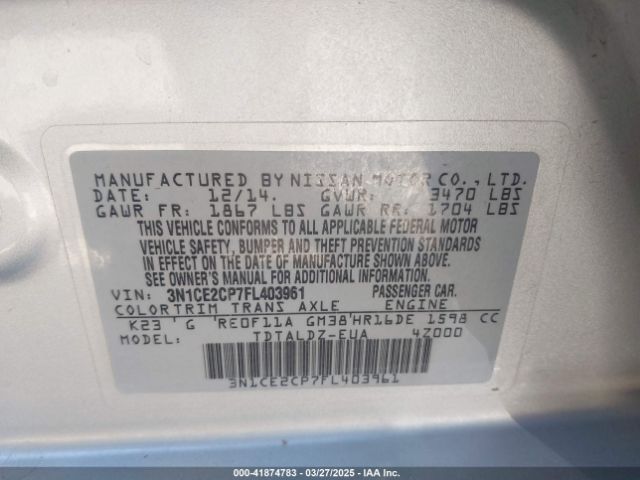 MANUFACTURED BY NISSAN MOTOR CO., LTD.
DATE: 12/14. GVWR: 3470 LBS
GAWR FR: 1867 LBS GAWR RR: 1704 LBS
THIS VEHICLE CONFORMS TO ALL APPLICABLE FEDERAL MOTOR
VEHICLE SAFETY, BUMPER AND THEFT PREVENTION STANDARDS
IN EFFECT ON THE DATE OF MANUFACTURE SHOWN ABOVE.
SEE OWNER'S MANUAL FOR ADDITIONAL INFORMATION.
VIN: 3N1CE2CP7FL403961 PASSENGER CAR.
COLOR TRIM TRANS AXLE ENGINE
K23 G 'RE0F11A GM38'HR16DE 1598 CC
MODEL: TDTALDZ-EUA 4Z000
3N1CE2CP7FL403961
000-41874783 - 03/27/2025 - IAA Inc.